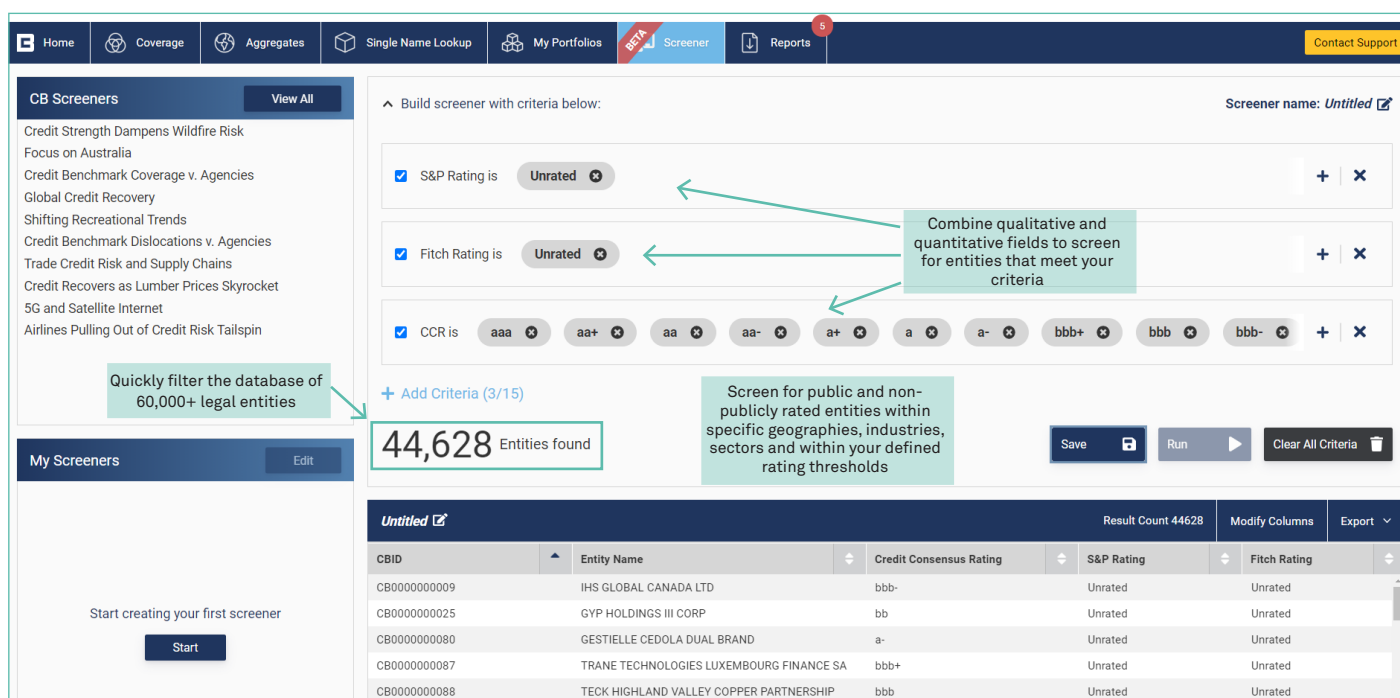 Home
Coverage
Aggregates
Single Name Lookup
My Portfolios
BETA
Screener
Reports
5
Contact Support
CB Screeners
View All
Credit Strength Dampens Wildfire Risk
Focus on Australia
Credit Benchmark Coverage v. Agencies
Global Credit Recovery
Shifting Recreational Trends
Credit Benchmark Dislocations v. Agencies
Trade Credit Risk and Supply Chains
Credit Recovers as Lumber Prices Skyrocket
5G and Satellite Internet
Airlines Pulling Out of Credit Risk Tailspin
Quickly filter the database of
60,000+ legal entities
My Screeners
Edit
Start creating your first screener
Start
Build screener with criteria below:
Screener name: Untitled
S&P Rating is Unrated
Fitch Rating is Unrated
Combine qualitative and
quantitative fields to screen
for entities that meet your
criteria
CCR is aaa aa+ aa aa- a+ a a- bbb+ bbb bbb-
+ Add Criteria (3/15)
44,628 Entities found
Screen for public and non-
publicly rated entities within
specific geographies, industries,
sectors and within your defined
rating thresholds
Save
Run
Clear All Criteria
Untitled
Result Count 44628
Modify Columns
Export
CBID Entity Name Credit Consensus Rating S&P Rating Fitch Rating
CB0000000009 IHS GLOBAL CANADA LTD bbb- Unrated Unrated
CB0000000025 GYP HOLDINGS III CORP bb Unrated Unrated
CB0000000080 GESTIELLE CEDOLA DUAL BRAND a- Unrated Unrated
CB0000000087 TRANE TECHNOLOGIES LUXEMBOURG FINANCE SA bbb+ Unrated Unrated
CB0000000088 TECK HIGHLAND VALLEY COPPER PARTNERSHIP bbb Unrated Unrated